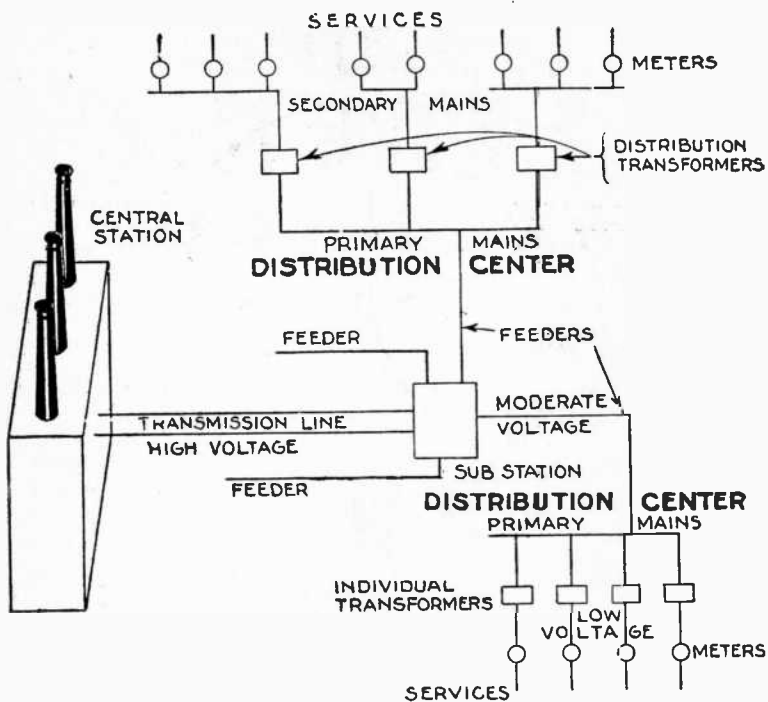 SERVICES
METERS
SECONDARY MAINS
DISTRIBUTION
TRANSFORMERS
CENTRAL
STATION
PRIMARY MAINS
DISTRIBUTION CENTER
FEEDER
FEEDERS
TRANSMISSION LINE
HIGH VOLTAGE
MODERATE
VOLTAGE
SUB STATION
FEEDER
DISTRIBUTION CENTER
PRIMARY MAINS
INDIVIDUAL
TRANSFORMERS
LOW
VOLTAGE
METERS
SERVICES